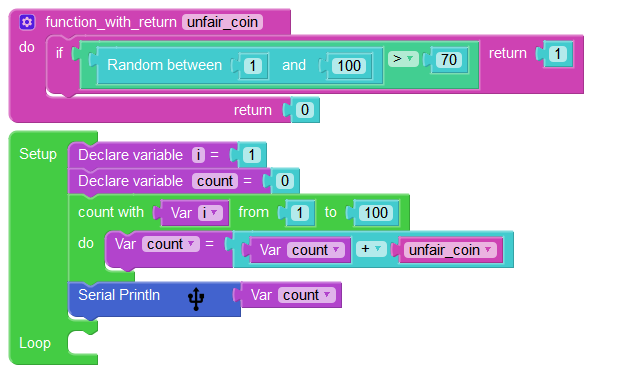 function_with_return unfair_coin
do if Random between 1 and 100 > 70 return 1
return 0
Setup Declare variable i = 1
Declare variable count = 0
count with Var i from 1 to 100
do Var count = Var count + unfair_coin
Serial Println Var count
Loop